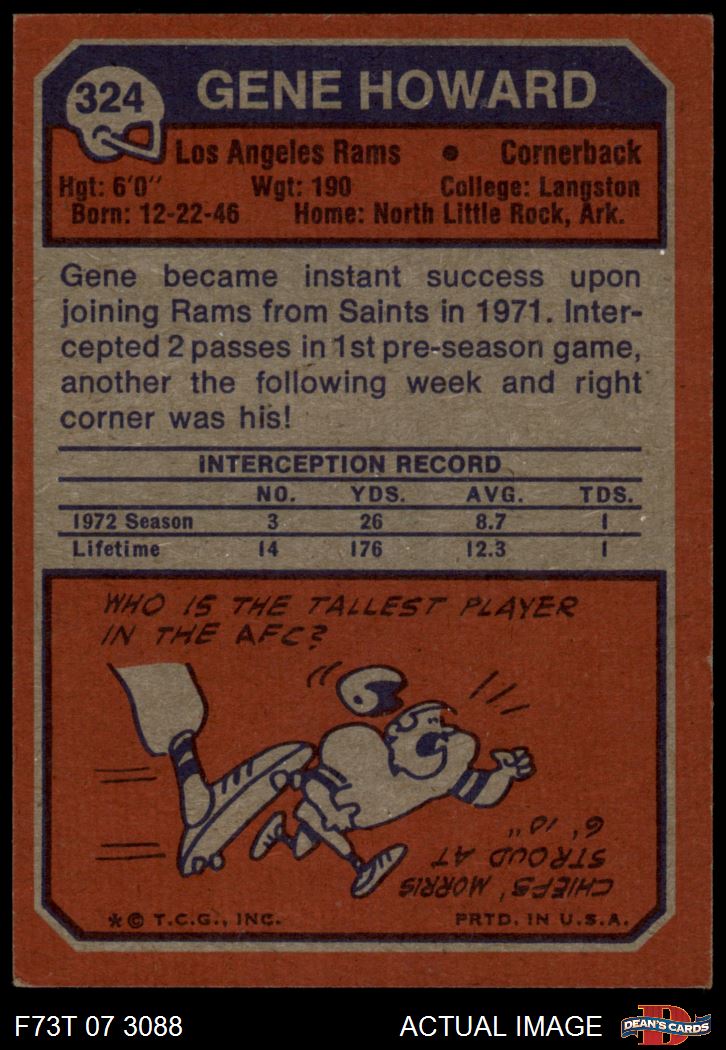 324
GENE HOWARD
Los Angeles Rams • Cornerback
Hgt: 6'0" Wgt: 190 College: Langston
Born: 12-22-46 Home: North Little Rock, Ark.
Gene became instant success upon
joining Rams from Saints in 1971. Inter-
cepted 2 passes in 1st pre-season game,
another the following week and right
corner was his!
INTERCEPTION RECORD
NO. YDS. AVG. TDS.
1972 Season 3 26 8.7 1
Lifetime 14 176 12.3 1
WHO IS THE TALLEST PLAYER
IN THE AFC?
CHIEFS', MORRIS
STROUD AT
6', 10"
* © T.C.G., INC. PRTD. IN U.S.A.
F73T 07 3088 ACTUAL IMAGE
D
DEAN'S CARDS